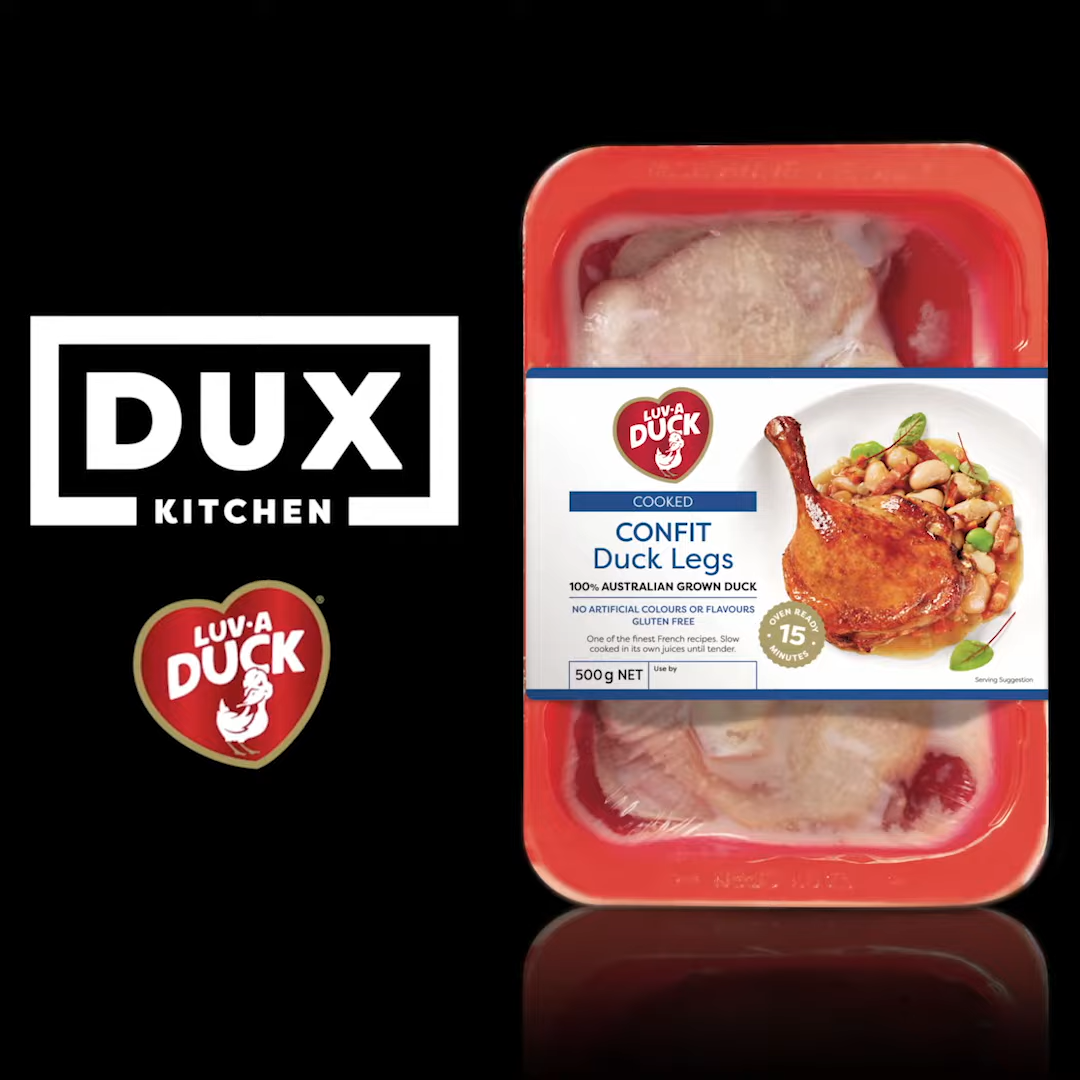 DUX
KITCHEN
LUV·A
DUCK
®
LUV·A
DUCK
COOKED
CONFIT
Duck Legs
100% AUSTRALIAN GROWN DUCK
NO ARTIFICIAL COLOURS OR FLAVOURS
GLUTEN FREE
One of the finest French recipes. Slow
cooked in its own juices until tender.
500g NET
Use by
OVEN READY
15
MINUTES
Serving Suggestion